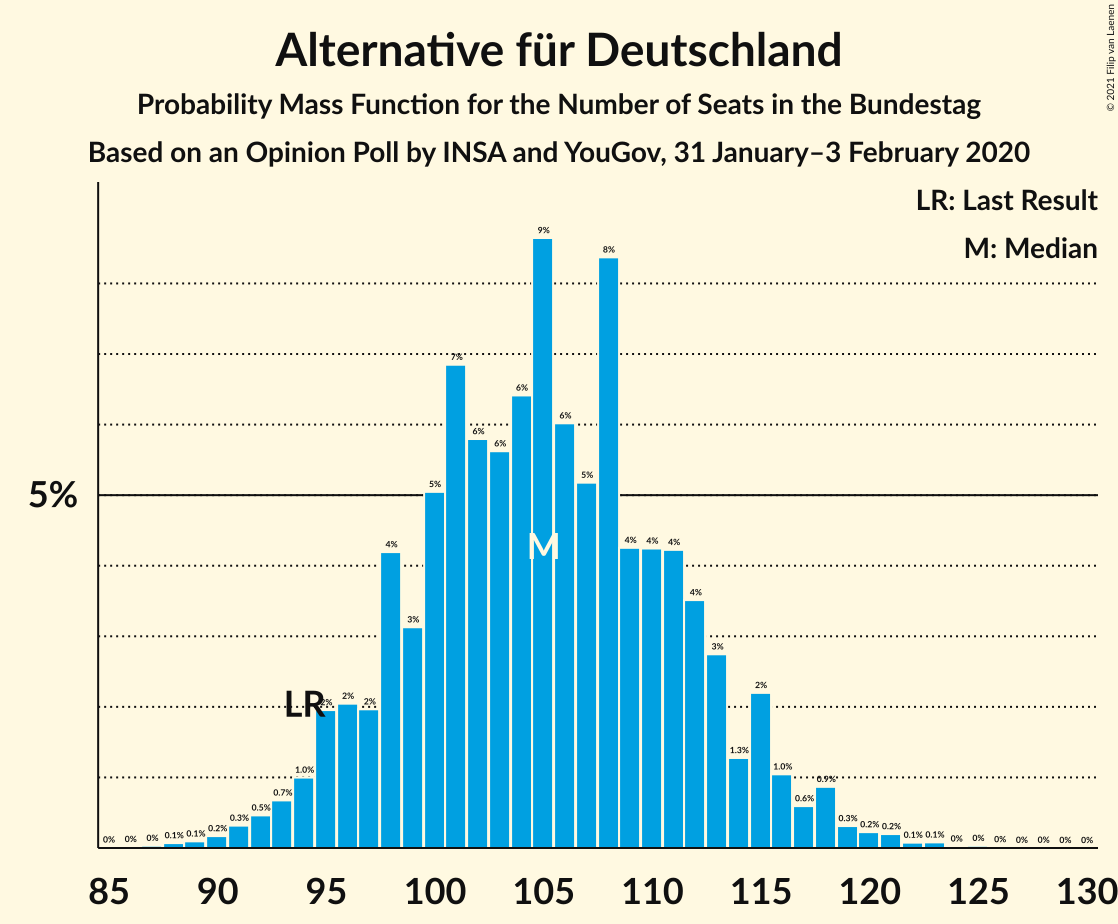 Alternative für Deutschland
Probability Mass Function for the Number of Seats in the Bundestag
Based on an Opinion Poll by INSA and YouGov, 31 January–3 February 2020
© 2021 Filip van Laenen
LR: Last Result
M: Median
5%
LR
M
0% 0% 0% 0.1% 0.1% 0.2% 0.3% 0.5% 0.7% 1.0% 2% 2% 2% 4% 3% 5% 7% 6% 6% 6% 9% 6% 5% 8% 4% 4% 4% 4% 3% 1.3% 2% 1.0% 0.6% 0.9% 0.3% 0.2% 0.2% 0.1% 0.1% 0% 0% 0% 0% 0% 0% 0%
85 90 95 100 105 110 115 120 125 130